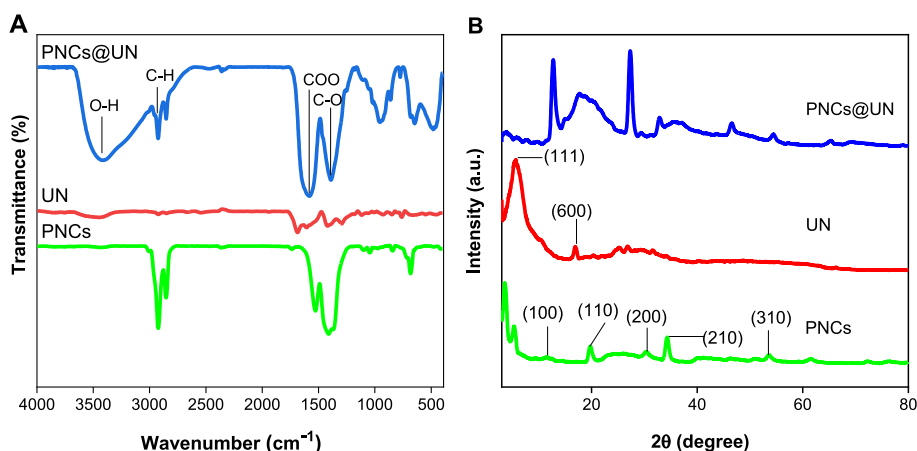 A
PNCs@UN
O-H
C-H
COO
C-O
UN
PNCs
Transmittance (%)
4000 3500 3000 2500 2000 1500 1000 500
Wavenumber (cm⁻¹)
B
PNCs@UN
(111)
(600)
UN
(100)
(110)
(200)
(210)
(310)
PNCs
Intensity (a.u.)
20 40 60 80
2θ (degree)